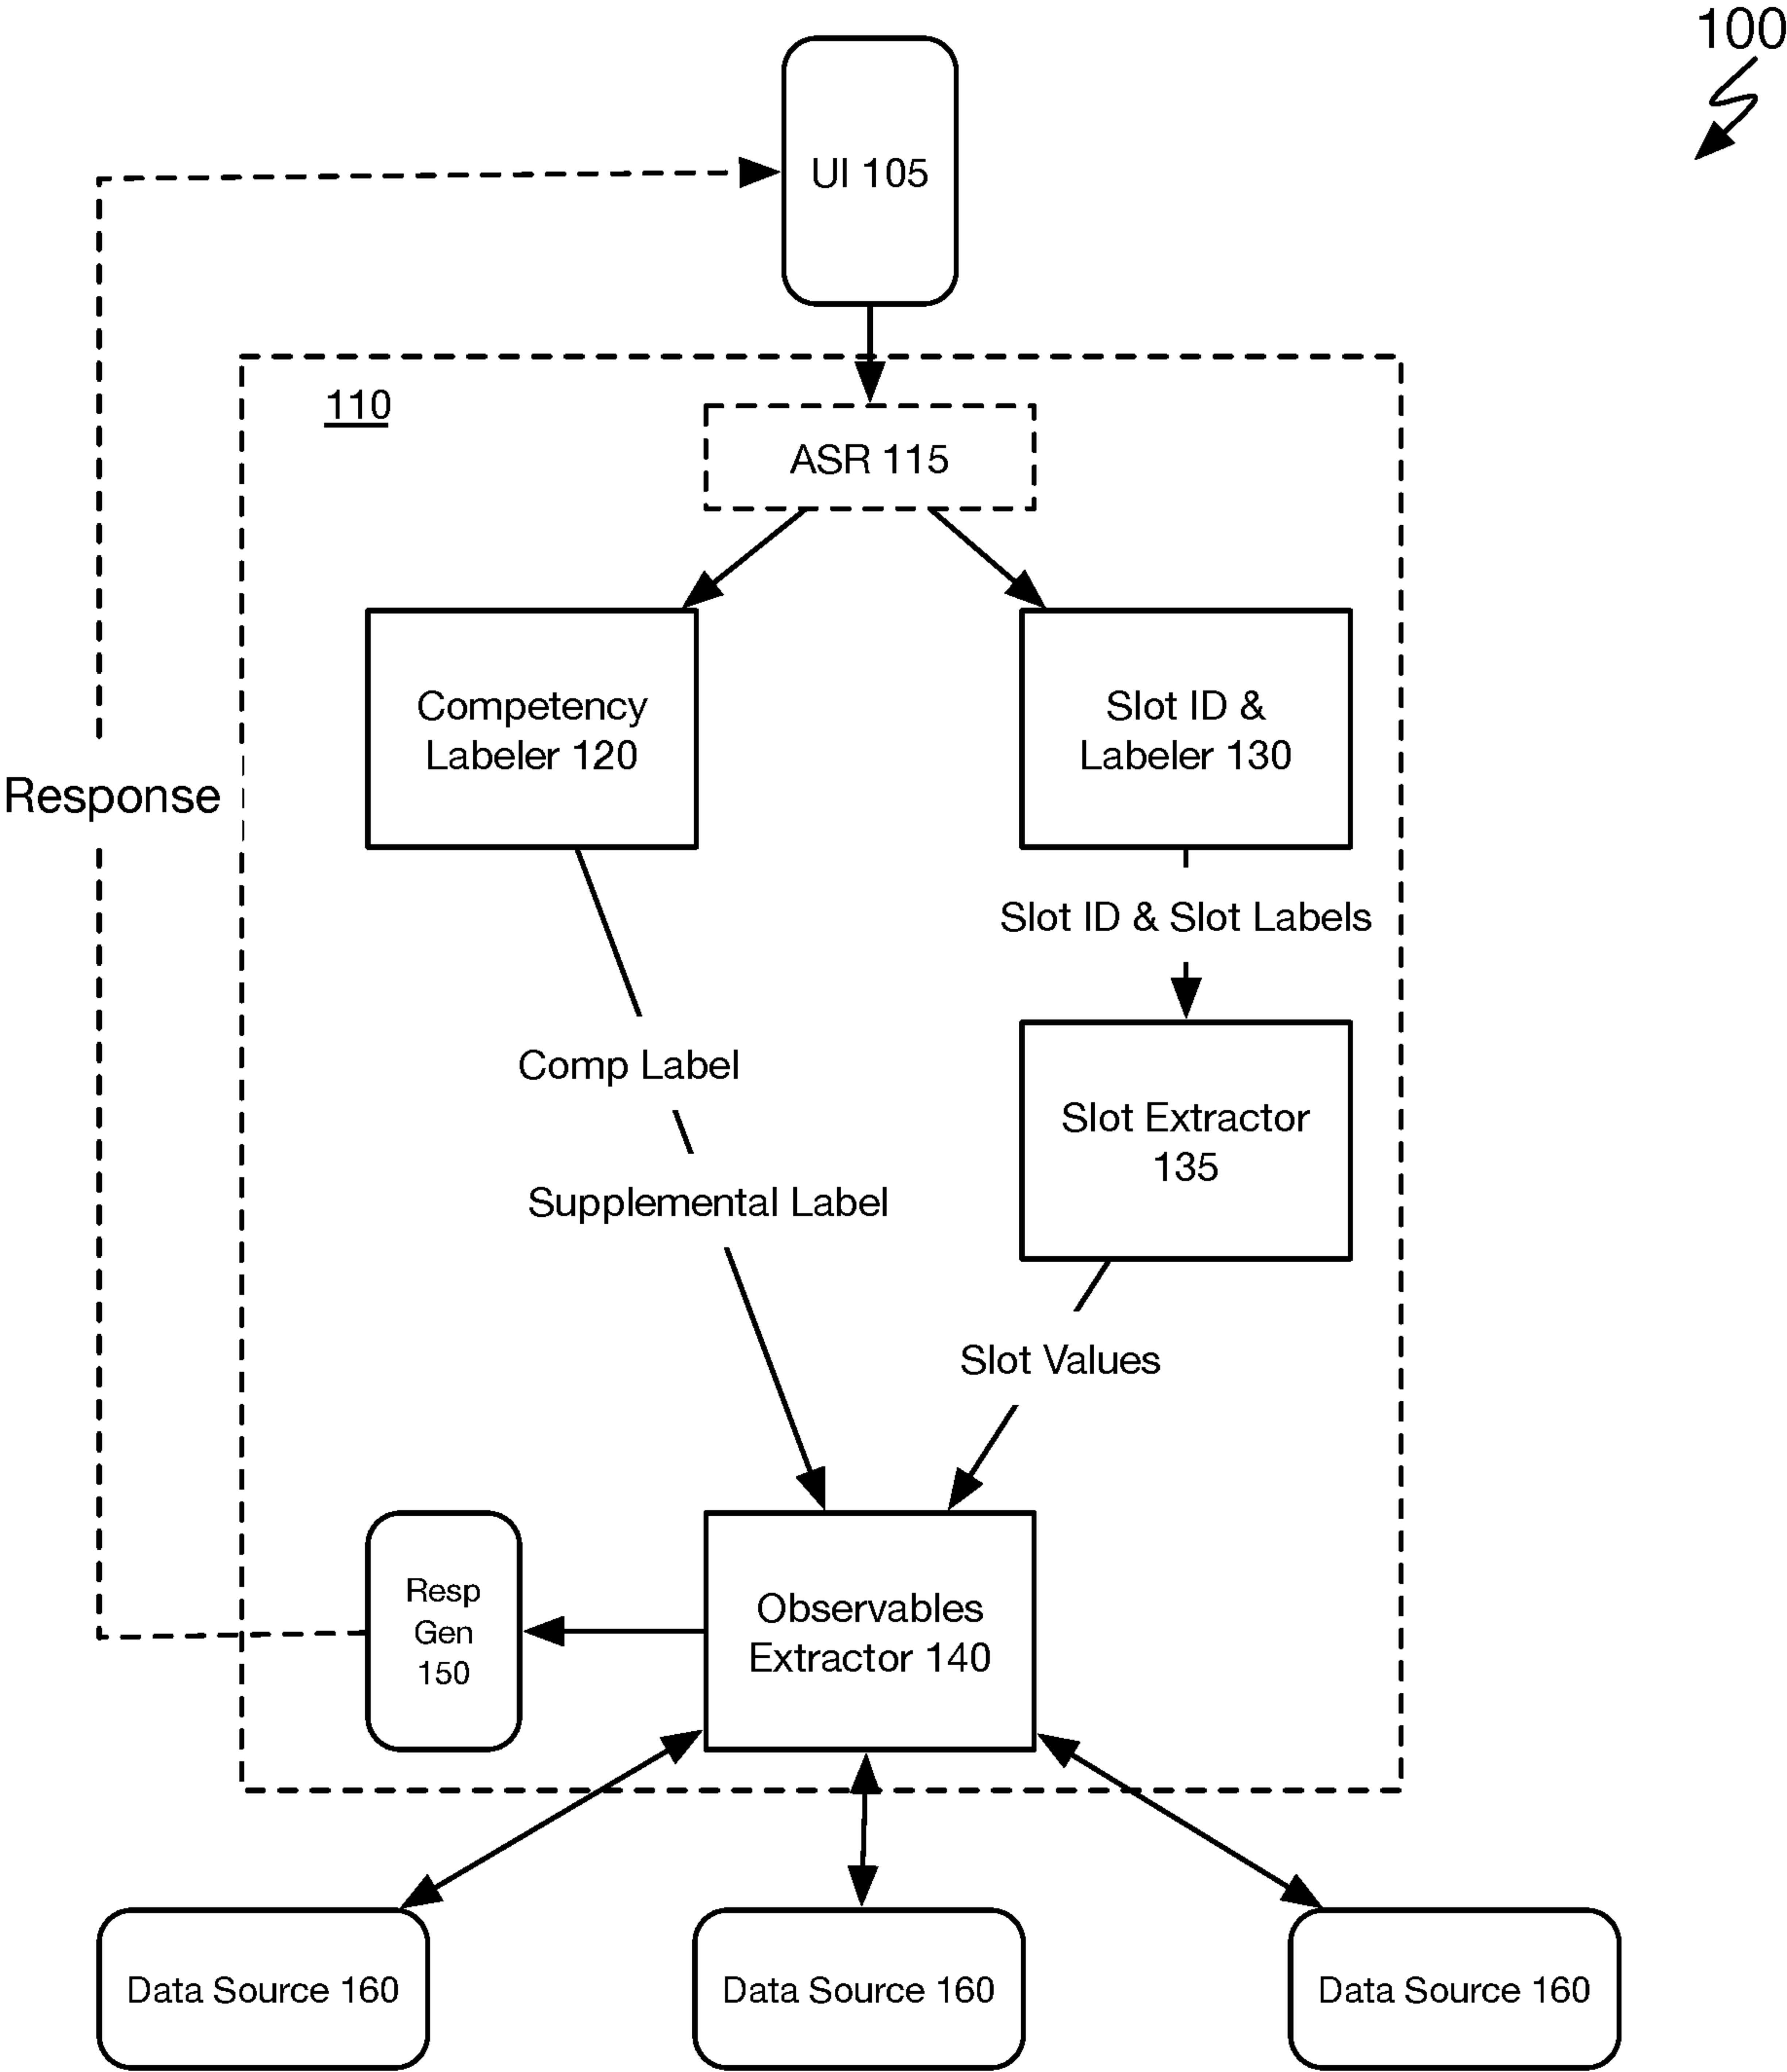 100
UI 105
110
ASR 115
Competency
Labeler 120
Slot ID &
Labeler 130
Response
Slot ID & Slot Labels
Comp Label
Slot Extractor
135
Supplemental Label
Slot Values
Resp
Gen
150
Observables
Extractor 140
Data Source 160
Data Source 160
Data Source 160